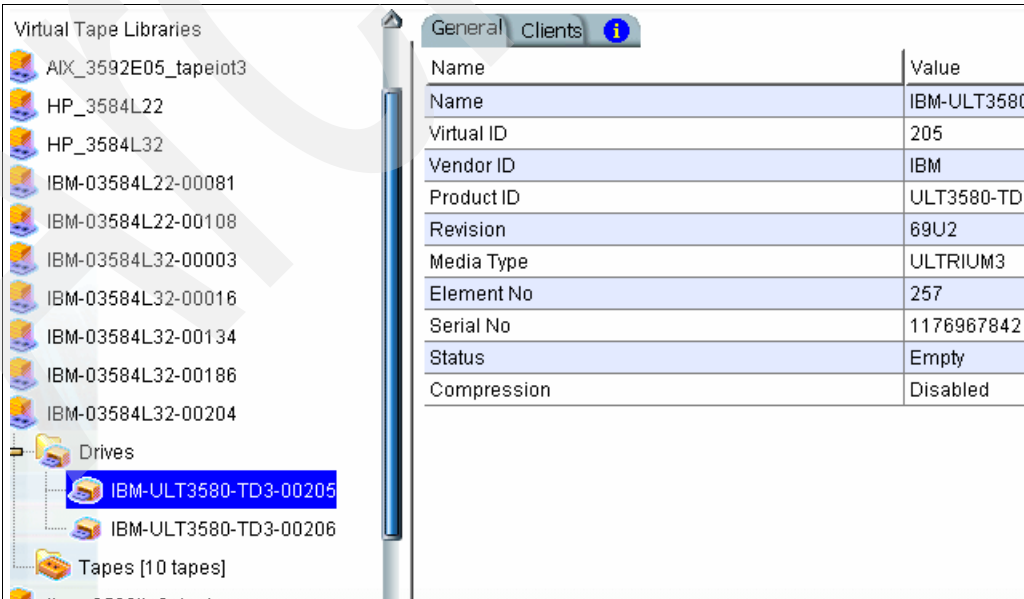 Virtual Tape Libraries
AIX_3592E05_tapeiot3
HP_3584L22
HP_3584L32
IBM-03584L22-00081
IBM-03584L22-00108
IBM-03584L32-00003
IBM-03584L32-00016
IBM-03584L32-00134
IBM-03584L32-00186
IBM-03584L32-00204
Drives
IBM-ULT3580-TD3-00205
IBM-ULT3580-TD3-00206
Tapes [10 tapes]
General Clients i
Name Value
Name IBM-ULT3580
Virtual ID 205
Vendor ID IBM
Product ID ULT3580-TD
Revision 69U2
Media Type ULTRIUM3
Element No 257
Serial No 1176967842
Status Empty
Compression Disabled